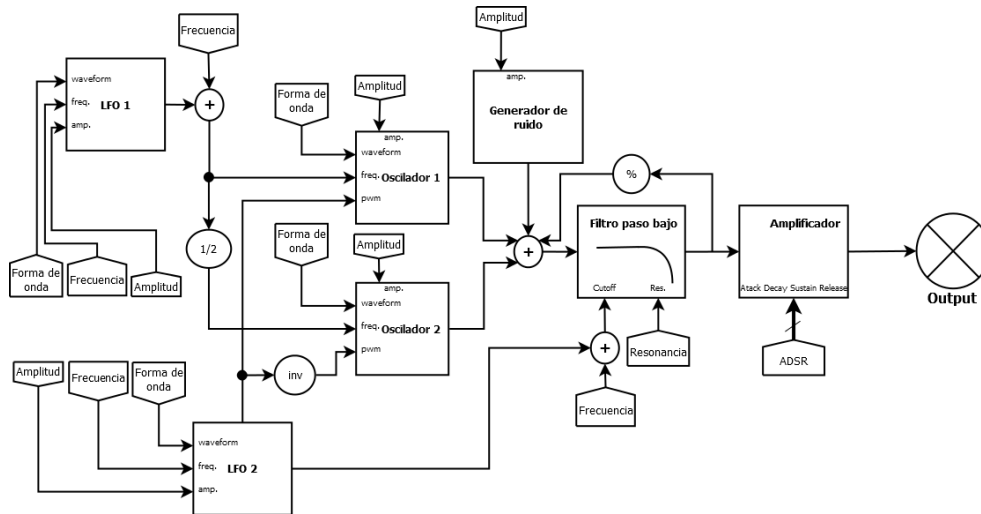 Frecuencia
Amplitud
waveform
freq.
LFO 1
amp.
+
Forma de
onda
Amplitud
amp.
Generador de
ruido
amp.
waveform
freq.
Oscilador 1
pwm
%
Filtro paso bajo
Cutoff
Res.
Amplificador
Atack Decay Sustain Release
Output
+
1/2
Forma de
onda
Amplitud
amp.
waveform
freq.
Oscilador 2
pwm
Forma de
onda
Frecuencia
Amplitud
inv
+
Resonancia
ADSR
Frecuencia
Amplitud
Frecuencia
Forma de
onda
waveform
freq.
LFO 2
amp.